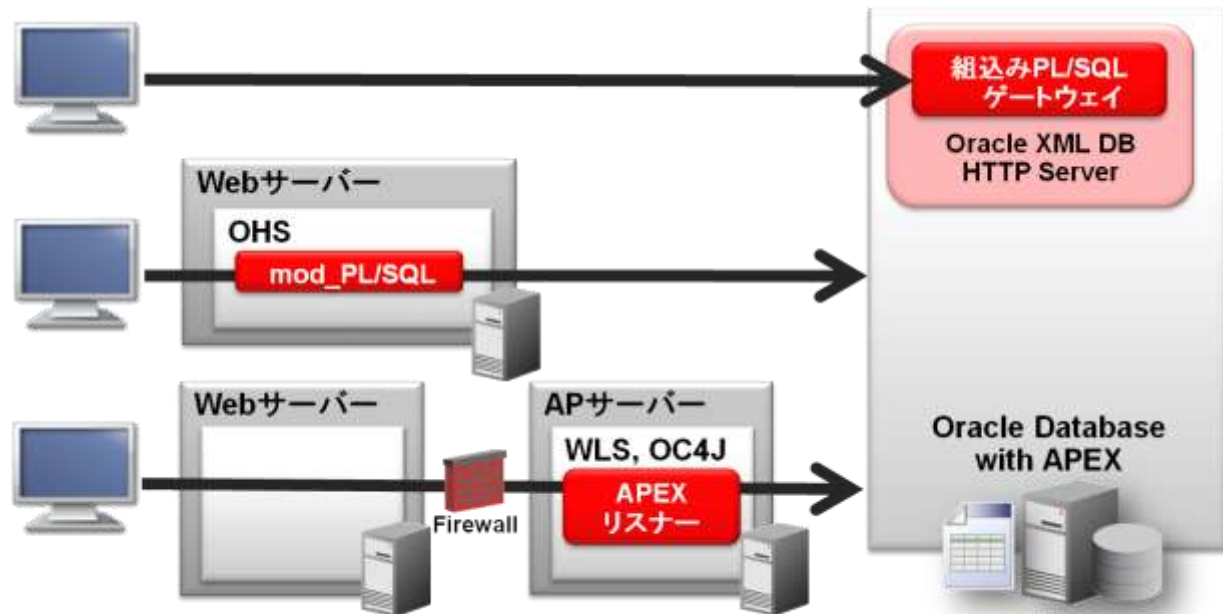 組込みPL/SQL
ゲートウェイ
Oracle XML DB
HTTP Server
Webサーバー
OHS
mod_PL/SQL
Webサーバー
Firewall
APサーバー
WLS, OC4J
APEX
リスナー
Oracle Database
with APEX